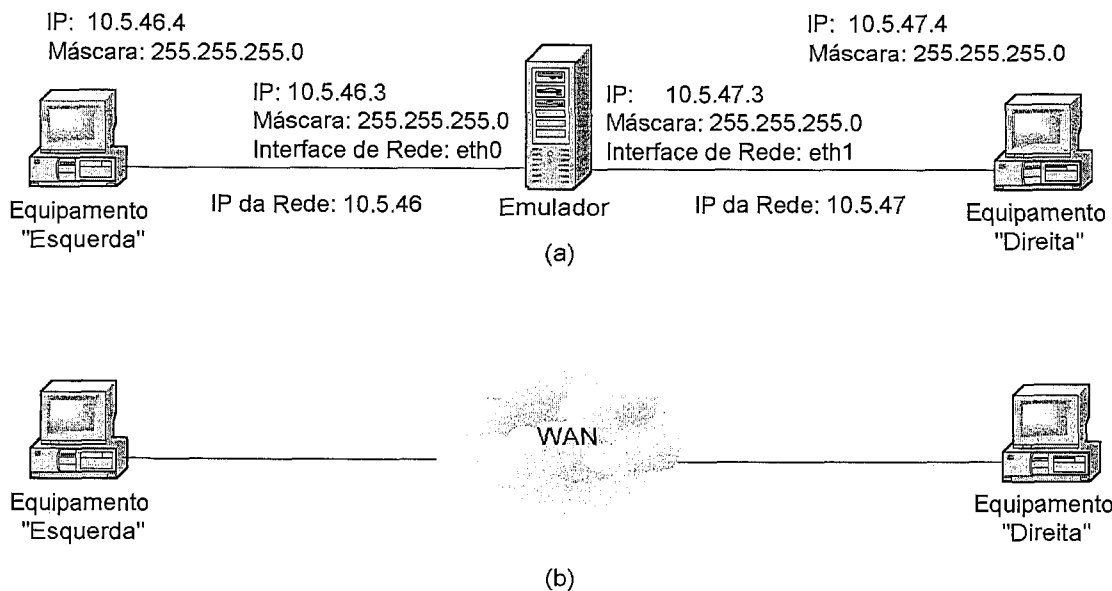 IP: 10.5.46.4
Máscara: 255.255.255.0
IP: 10.5.47.4
Máscara: 255.255.255.0
IP: 10.5.46.3
Máscara: 255.255.255.0
Interface de Rede: eth0
IP: 10.5.47.3
Máscara: 255.255.255.0
Interface de Rede: eth1
Equipamento
"Esquerda"
IP da Rede: 10.5.46
Emulador
IP da Rede: 10.5.47
Equipamento
"Direita"
(a)
WAN
Equipamento
"Esquerda"
Equipamento
"Direita"
(b)